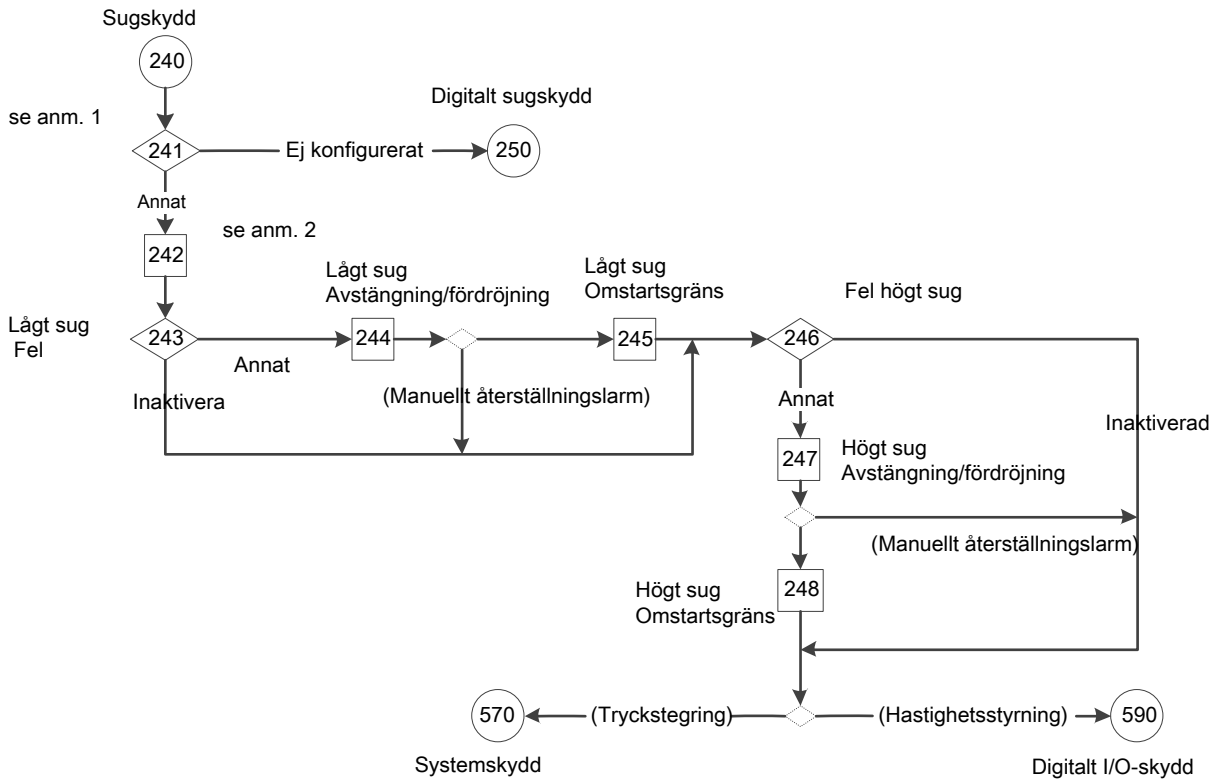 Sugskydd
240
se anm. 1
Digitalt sugskydd
241
Ej konfigurerat
250
Annat
se anm. 2
242
Lågt sug
Avstängning/fördröjning
Lågt sug
Omstartsgräns
Fel högt sug
Lågt sug
Fel
243
244
245
246
Annat
Inaktivera
(Manuellt återställningslarm)
Annat
Inaktiverad
247
Högt sug
Avstängning/fördröjning
(Manuellt återställningslarm)
Högt sug
Omstartsgräns
248
570
(Tryckstegring)
(Hastighetsstyrning)
590
Systemskydd
Digitalt I/O-skydd